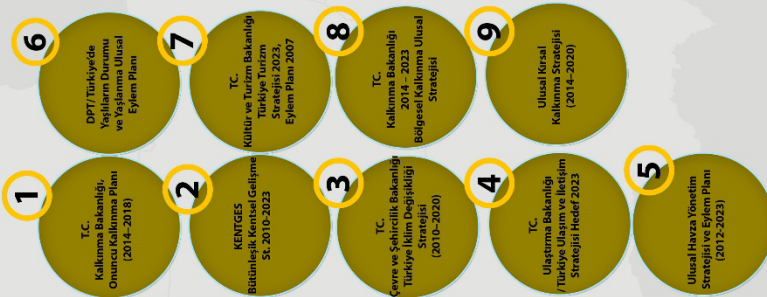 1
T.C.
Kalkınma Bakanlığı,
Onuncu Kalkınma Planı
(2014–2018)
2
KENTGES
Bütünleşik Kentsel Gelişme
St. 2010-2023
3
TC.
Çevre ve Şehircilik Bakanlığı
Türkiye İklim Değişikliği
Stratejisi
(2010–2020)
4
TC.
Ulaştırma Bakanlığı
/Türkiye Ulaşım ve İletişim
Stratejisi Hedef 2023
5
Ulusal Havza Yönetim
Stratejisi ve Eylem Planı
(2012-2023)
6
DPT/ Türkiye’de
Yaşlıların Durumu
ve Yaşlanma Ulusal
Eylem Planı
7
TC.
Kültür ve Turizm Bakanlığı
Türkiye Turizm
Stratejisi 2023,
Eylem Planı 2007
8
TC.
Kalkınma Bakanlığı
2014 – 2023
Bölgesel Kalkınma Ulusal
Stratejisi
9
Ulusal Kırsal
Kalkınma Stratejisi
(2014–2020)